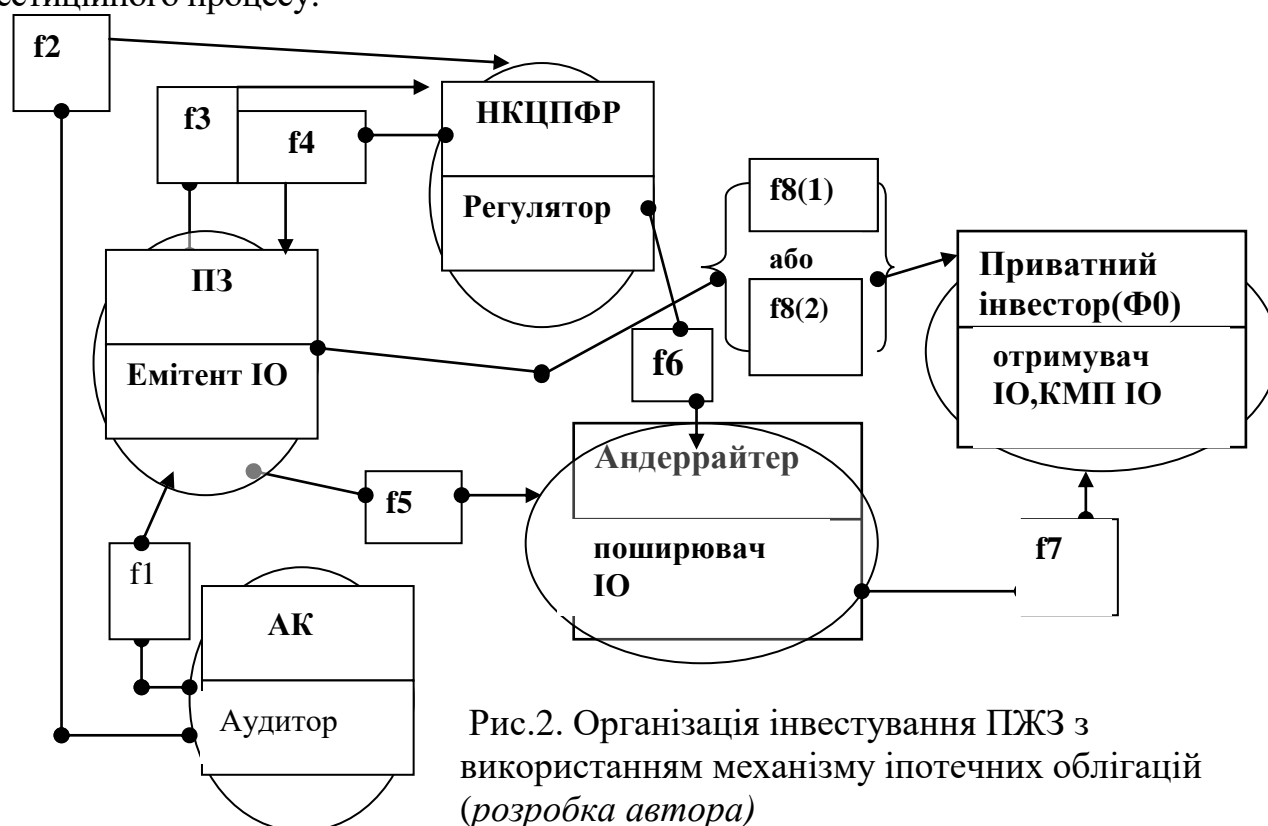 естиційного процесу.
f2
f3
f4
НКЦПФР
Регулятор
f8(1)
або
f8(2)
Приватний
інвестор(Ф0)
отримувач
ІО,КМП ІО
ПЗ
Емітент ІО
f6
Андеррайтер
поширювач
ІО
f5
f7
f1
АК
Аудитор
Рис.2. Організація інвестування ПЖЗ з
використанням механізму іпотечних облігацій
(розробка автора)